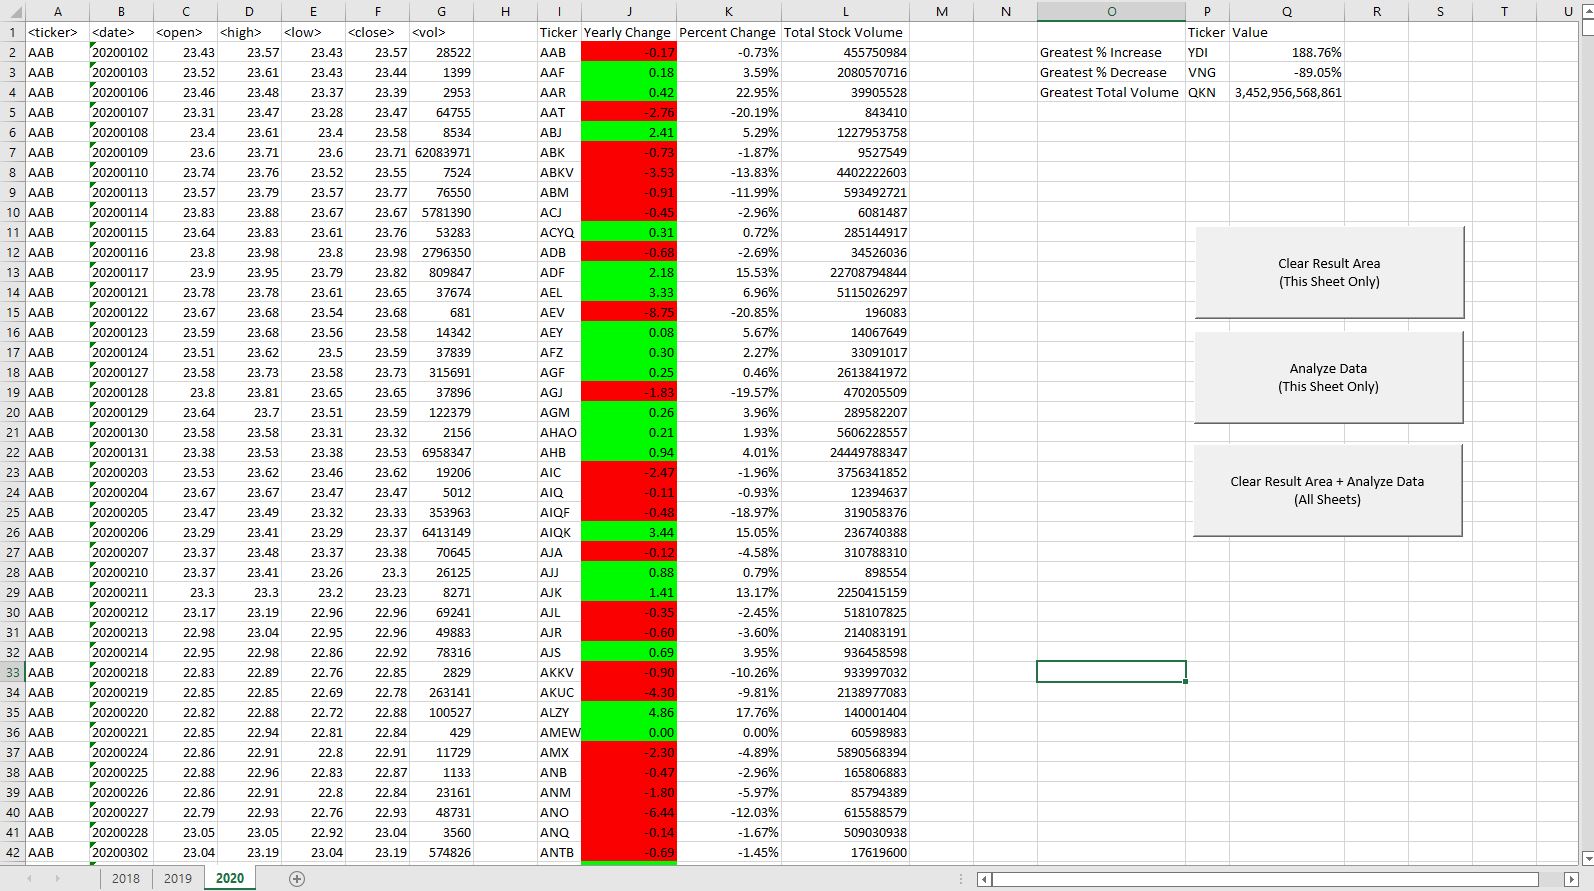 A B C D E F G H I J K L M N O P Q R S T U
1 <ticker> <date> <open> <high> <low> <close> <vol> Ticker Yearly Change Percent Change Total Stock Volume Ticker Value
2 AAB 20200102 23.43 23.57 23.43 23.57 28522 AAB -0.17 -0.73% 455750984 Greatest % Increase YDI 188.76%
3 AAB 20200103 23.52 23.61 23.43 23.44 1399 AAF 0.18 3.59% 2080570716 Greatest % Decrease VNG -89.05%
4 AAB 20200106 23.46 23.48 23.37 23.39 2953 AAR 0.42 22.95% 39905528 Greatest Total Volume QKN 3,452,956,568,861
5 AAB 20200107 23.31 23.47 23.28 23.47 64755 AAT -2.76 -20.19% 843410
6 AAB 20200108 23.4 23.61 23.4 23.58 8534 ABJ 2.41 5.29% 1227953758
7 AAB 20200109 23.6 23.71 23.6 23.71 62083971 ABK -0.73 -1.87% 9527549
8 AAB 20200110 23.74 23.76 23.52 23.55 7524 ABKV -3.53 -13.83% 4402222603
9 AAB 20200113 23.57 23.79 23.57 23.77 76550 ABM -0.91 -11.99% 593492721
10 AAB 20200114 23.83 23.88 23.67 23.67 5781390 ACJ -0.45 -2.96% 6081487
11 AAB 20200115 23.64 23.83 23.61 23.76 53283 ACYQ 0.31 0.72% 285144917
12 AAB 20200116 23.8 23.98 23.8 23.98 2796350 ADB -0.68 -2.69% 34526036
13 AAB 20200117 23.9 23.95 23.79 23.82 809847 ADF 2.18 15.53% 22708794844
14 AAB 20200121 23.78 23.78 23.61 23.65 37674 AEL 3.33 6.96% 5115026297
15 AAB 20200122 23.67 23.68 23.54 23.68 681 AEV -8.75 -20.85% 196083
16 AAB 20200123 23.59 23.68 23.56 23.58 14342 AEY 0.08 5.67% 14067649
17 AAB 20200124 23.51 23.62 23.5 23.59 37839 AFZ 0.30 2.27% 33091017
18 AAB 20200127 23.58 23.73 23.58 23.73 315691 AGF 0.25 0.46% 2613841972
19 AAB 20200128 23.8 23.81 23.65 23.65 37896 AGJ -1.83 -19.57% 470205509
20 AAB 20200129 23.64 23.7 23.51 23.59 122379 AGM 0.26 3.96% 289582207
21 AAB 20200130 23.58 23.58 23.31 23.32 2156 AHAO 0.21 1.93% 5606228557
22 AAB 20200131 23.38 23.53 23.38 23.53 6958347 AHB 0.94 4.01% 24449788347
23 AAB 20200203 23.53 23.62 23.46 23.62 19206 AIC -2.47 -1.96% 3756341852
24 AAB 20200204 23.67 23.67 23.47 23.47 5012 AIQ -0.11 -0.93% 12394637
25 AAB 20200205 23.47 23.49 23.32 23.33 353963 AIQF -0.48 -18.97% 319058376
26 AAB 20200206 23.29 23.41 23.29 23.37 6413149 AIQK 3.44 15.05% 236740388
27 AAB 20200207 23.37 23.48 23.37 23.38 70645 AJA -0.12 -4.58% 310788310
28 AAB 20200210 23.37 23.41 23.26 23.3 26125 AJJ 0.88 0.79% 898554
29 AAB 20200211 23.3 23.3 23.2 23.23 8271 AJK 1.41 13.17% 2250415159
30 AAB 20200212 23.17 23.19 22.96 22.96 69241 AJL -0.35 -2.45% 518107825
31 AAB 20200213 22.98 23.04 22.95 22.96 49883 AJR -0.60 -3.60% 214083191
32 AAB 20200214 22.95 22.98 22.86 22.92 78316 AJS 0.69 3.95% 936458598
33 AAB 20200218 22.83 22.89 22.76 22.85 2829 AKKV -0.90 -10.26% 933997032
34 AAB 20200219 22.85 22.85 22.69 22.78 263141 AKUC -4.30 -9.81% 2138977083
35 AAB 20200220 22.82 22.88 22.72 22.88 100527 ALZY 4.86 17.76% 140001404
36 AAB 20200221 22.85 22.94 22.81 22.84 429 AMEW 0.00 0.00% 60598983
37 AAB 20200224 22.86 22.91 22.8 22.91 11729 AMX -2.30 -4.89% 5890568394
38 AAB 20200225 22.88 22.96 22.83 22.87 1133 ANB -0.47 -2.96% 165806883
39 AAB 20200226 22.86 22.91 22.8 22.84 23161 ANM -1.80 -5.97% 85794389
40 AAB 20200227 22.79 22.93 22.76 22.93 48731 ANO -6.44 -12.03% 615588579
41 AAB 20200228 23.05 23.05 22.92 23.04 3560 ANQ -0.14 -1.67% 509030938
42 AAB 20200302 23.04 23.19 23.04 23.19 574826 ANTB -0.69 -1.45% 17619600
Clear Result Area
(This Sheet Only)
Analyze Data
(This Sheet Only)
Clear Result Area + Analyze Data
(All Sheets)
2018 2019 2020